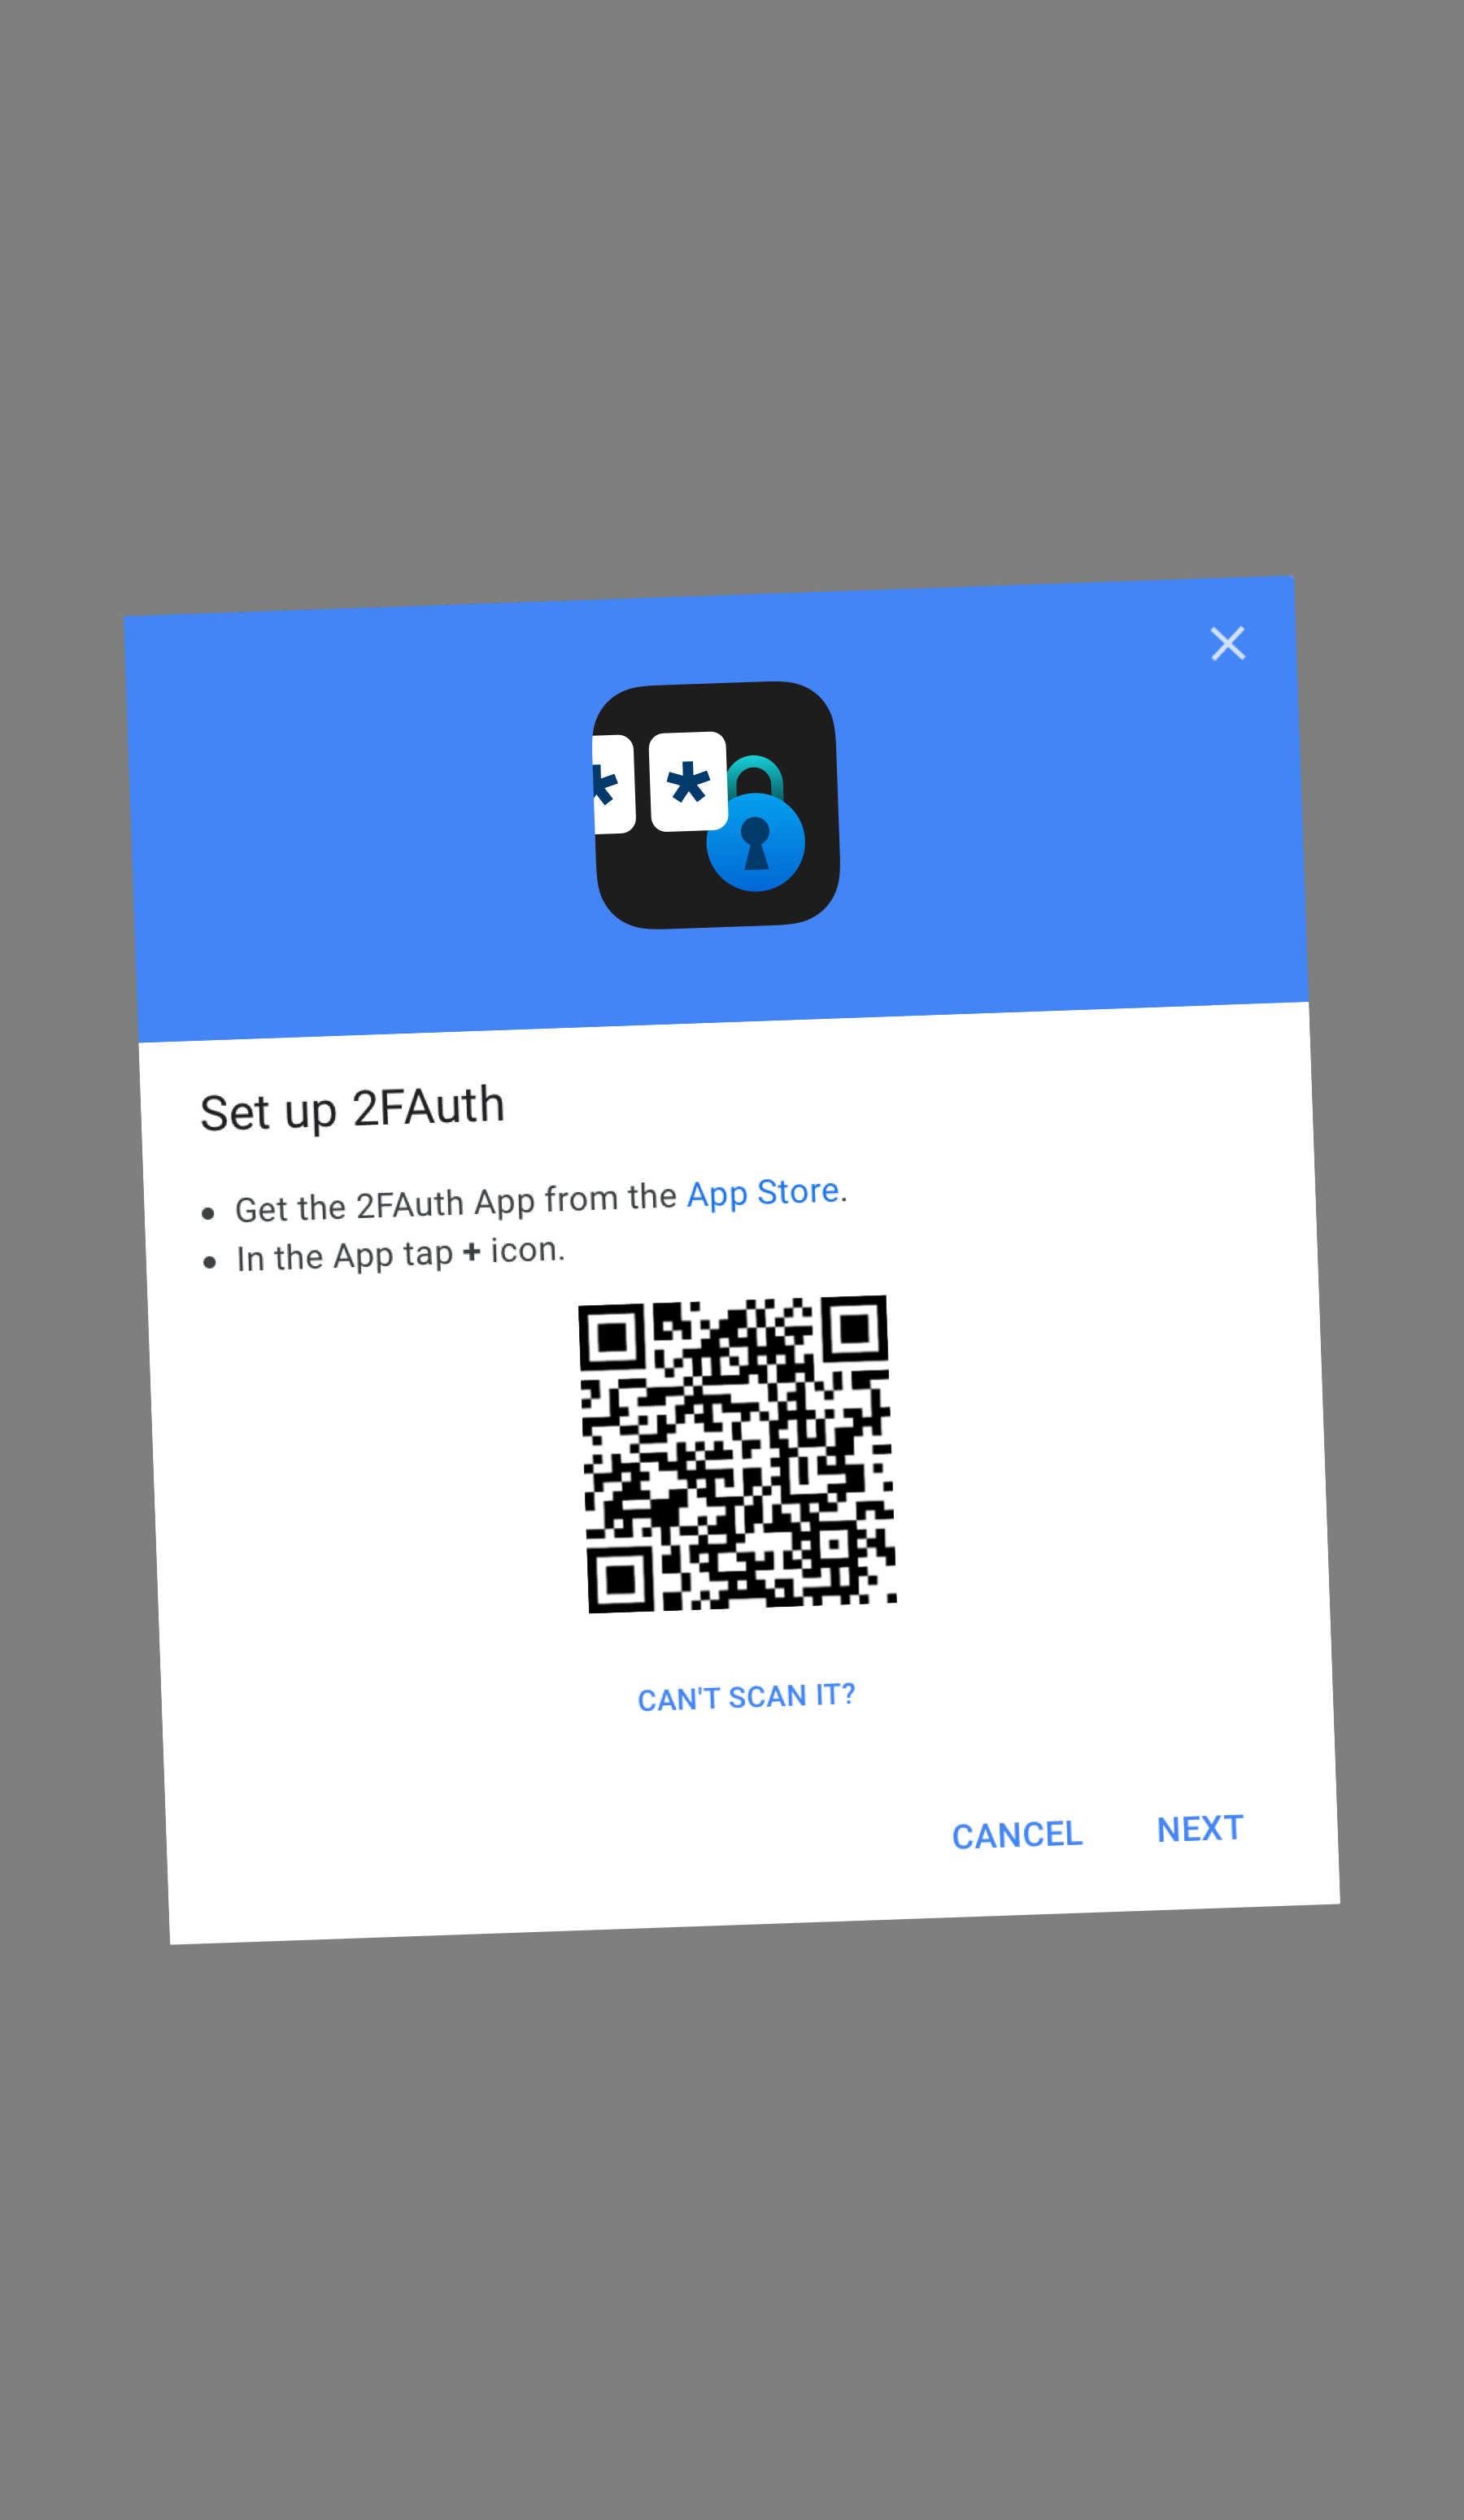 Set up 2FAuth
Get the 2FAuth App from the App Store.
In the App tap + icon.
CAN'T SCAN IT?
CANCEL NEXT